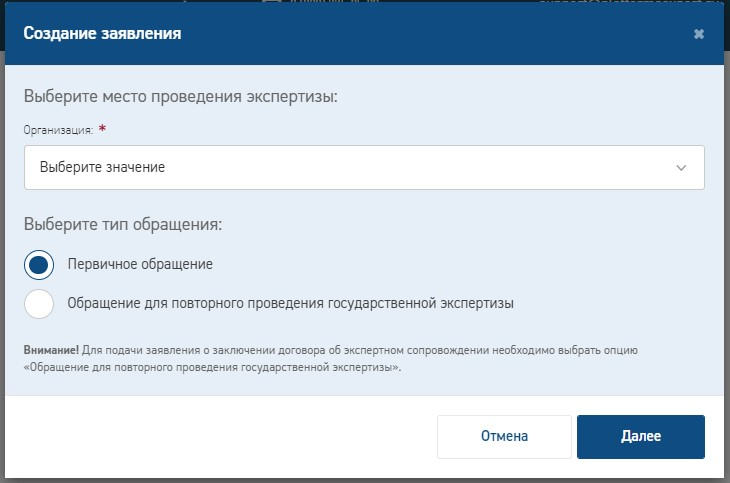 Создание заявления
Выберите место проведения экспертизы:
Организация: *
Выберите значение
Выберите тип обращения:
Первичное обращение
Обращение для повторного проведения государственной экспертизы
Внимание! Для подачи заявления о заключении договора об экспертном сопровождении необходимо выбрать опцию
«Обращение для повторного проведения государственной экспертизы».
Отмена
Далее